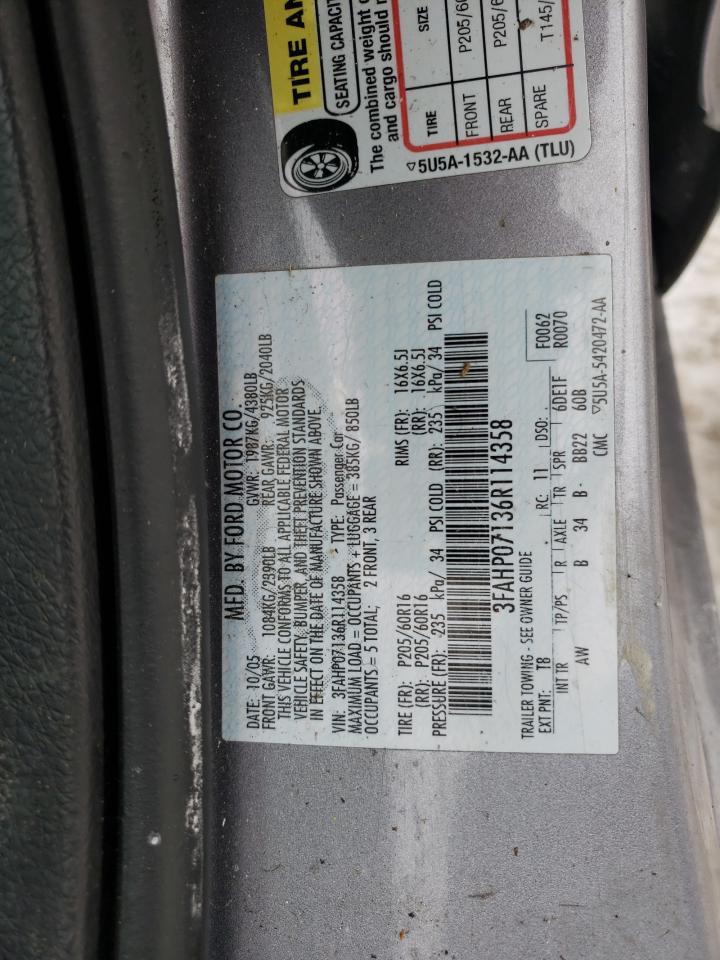 TIRE AN
SEATING CAPACIT
The combined weight o
and cargo should n
TIRE SIZE
FRONT P205/60
REAR P205/6
SPARE T145/
5U5A-1532-AA (TLU)
MFD. BY FORD MOTOR CO.
DATE: 10/05 GVWR: 1987KG/4380LB
FRONT GAWR: 1084KG/2390LB REAR GAWR: 925KG/2040LB
THIS VEHICLE CONFORMS TO ALL APPLICABLE FEDERAL MOTOR
VEHICLE SAFETY, BUMPER, AND THEFT PREVENTION STANDARDS
IN EFFECT ON THE DATE OF MANUFACTURE SHOWN ABOVE.
VIN: 3FAHP07136R114358 TYPE: Passenger Car
MAXIMUM LOAD = OCCUPANTS + LUGGAGE = 385KG/ 850LB
OCCUPANTS = 5 TOTAL; 2 FRONT, 3 REAR
TIRE (FR): P205/60R16 RIMS (FR): 16X6.5J
(RR): P205/60R16 (RR): 16X6.5J
PRESSURE (FR): 235 kPa/ 34 PSI COLD (RR): 235 kPa/ 34 PSI COLD
3FAHP07136R114358
TRAILER TOWING - SEE OWNER GUIDE F0062
EXT PNT: T8 RC: 11 DSO: R0070
INT TR TP/PS R AXLE TR SPR 6DE1F
AW B 34 B- BB22 60B
CMC 5U5A-5420472-AA